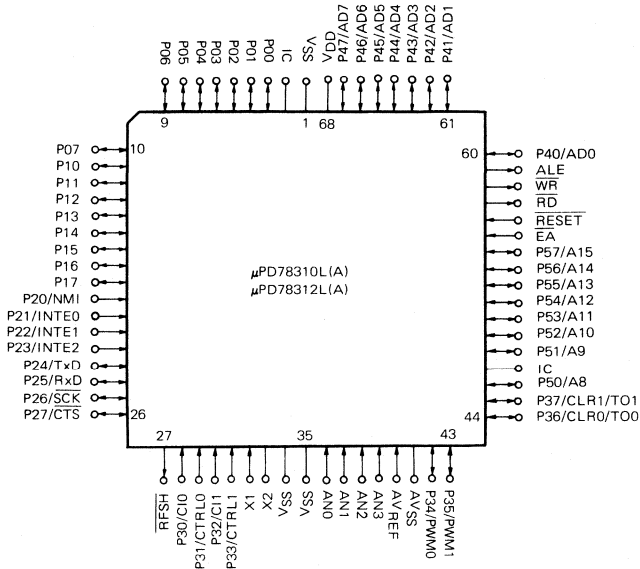 P06
P05
P04
P03
P02
P01
P00
IC
VSS
VDD
P47/AD7
P46/AD6
P45/AD5
P44/AD4
P43/AD3
P42/AD2
P41/AD1
9
1
68
61
P07
P10
P11
P12
P13
P14
P15
P16
P17
P20/NMI
P21/INTE0
P22/INTE1
P23/INTE2
P24/TxD
P25/RxD
P26/SCK
P27/CTS
10
26
µPD78310L(A)
µPD78312L(A)
60
44
P40/AD0
ALE
WR
RD
RESET
EA
P57/A15
P56/A14
P55/A13
P54/A12
P53/A11
P52/A10
P51/A9
IC
P50/A8
P37/CLR1/TO1
P36/CLR0/TO0
27
35
43
RFSH
P30/CI0
P31/CTRL0
P32/CI1
P33/CTRL1
X1
X2
VSS
VSS
AN0
AN1
AN2
AN3
AVREF
AVSS
P34/PWM0
P35/PWM1